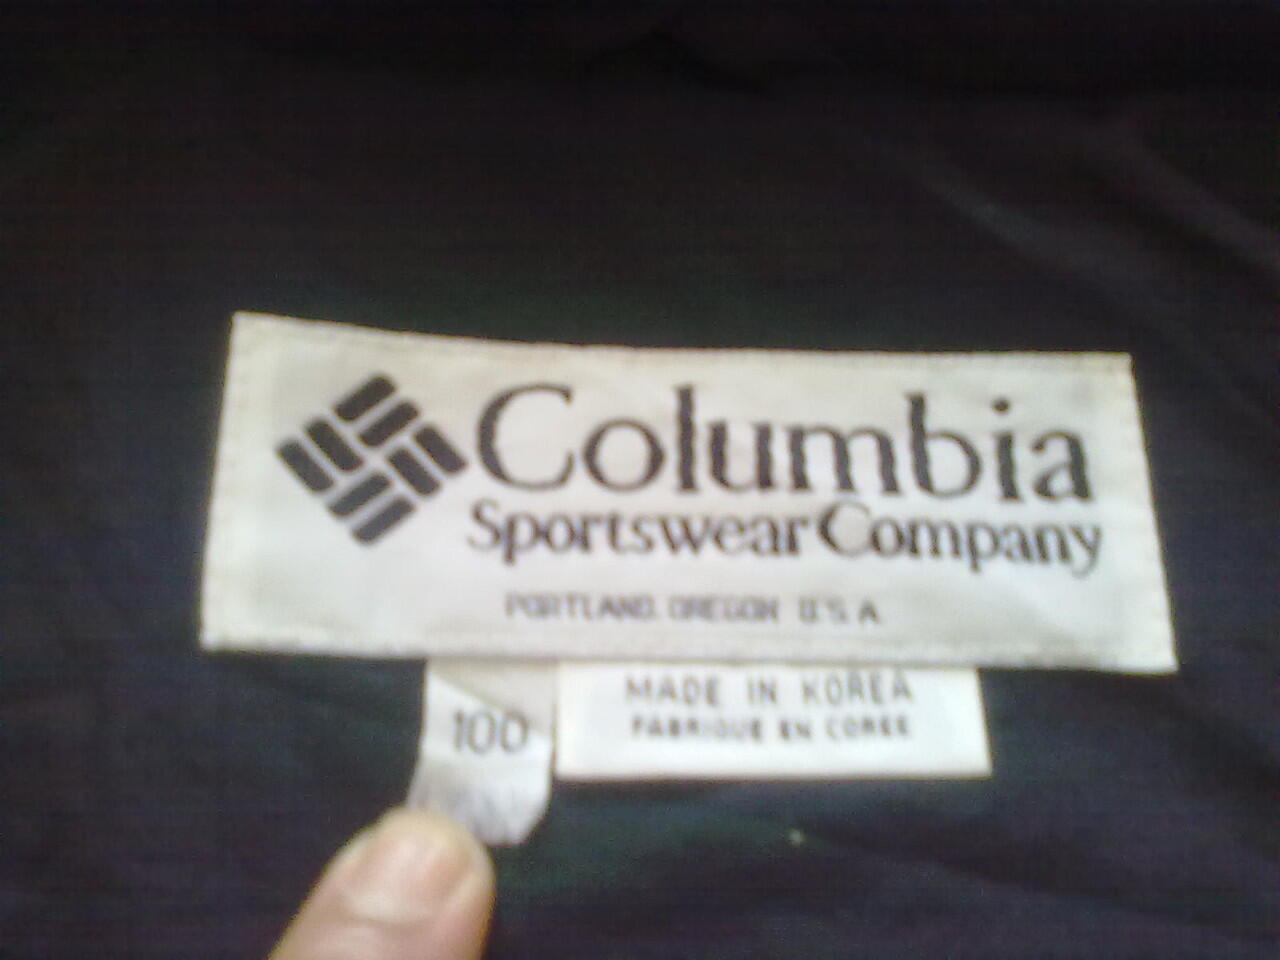 Columbia
Sportswear Company
PORTLAND, OREGON U.S.A.
100
MADE IN KOREA
FABRIQUE EN COREE